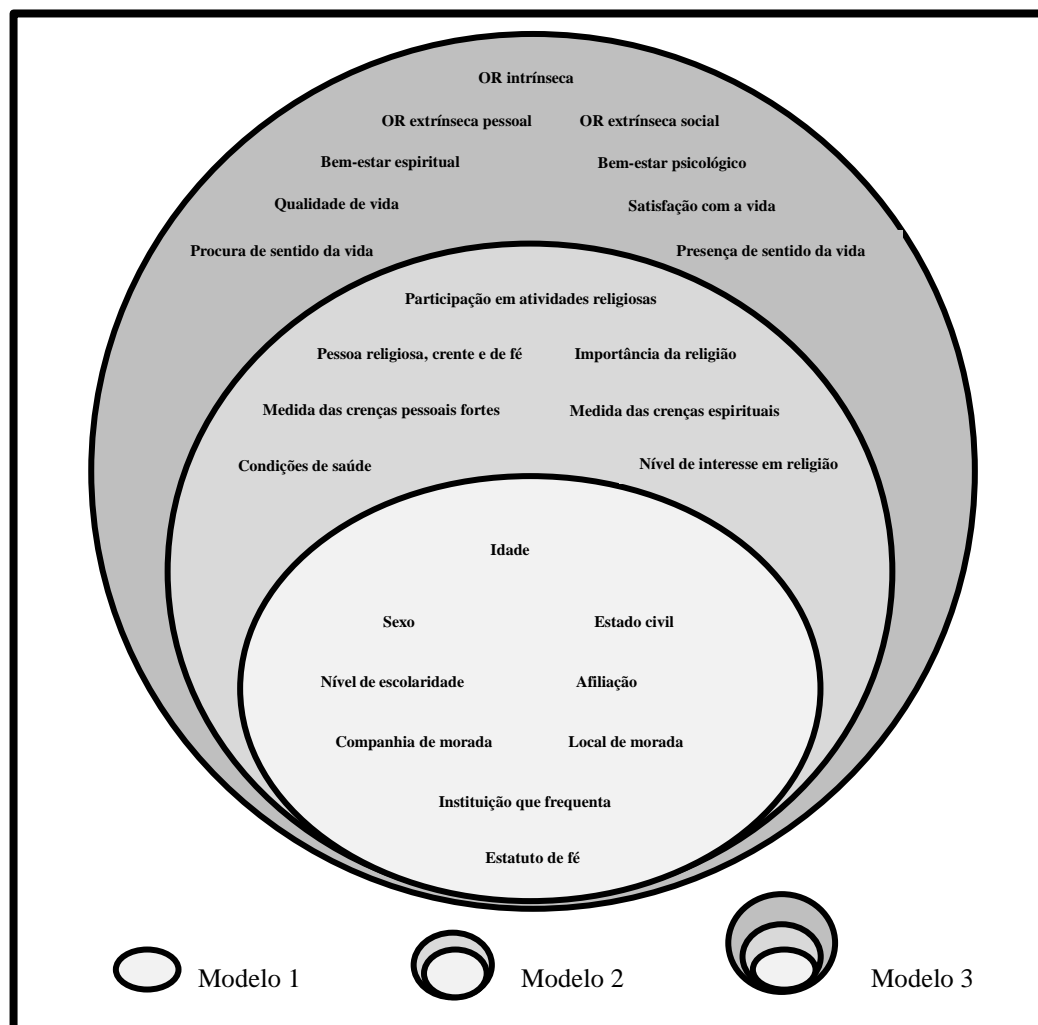 OR intrínseca
OR extrínseca pessoal OR extrínseca social
Bem-estar espiritual Bem-estar psicológico
Qualidade de vida Satisfação com a vida
Procura de sentido da vida Presença de sentido da vida
Participação em atividades religiosas
Pessoa religiosa, crente e de fé Importância da religião
Medida das crenças pessoais fortes Medida das crenças espirituais
Condições de saúde Nível de interesse em religião
Idade
Sexo Estado civil
Nível de escolaridade Afiliação
Companhia de morada Local de morada
Instituição que frequenta
Estatuto de fé
Modelo 1 Modelo 2 Modelo 3